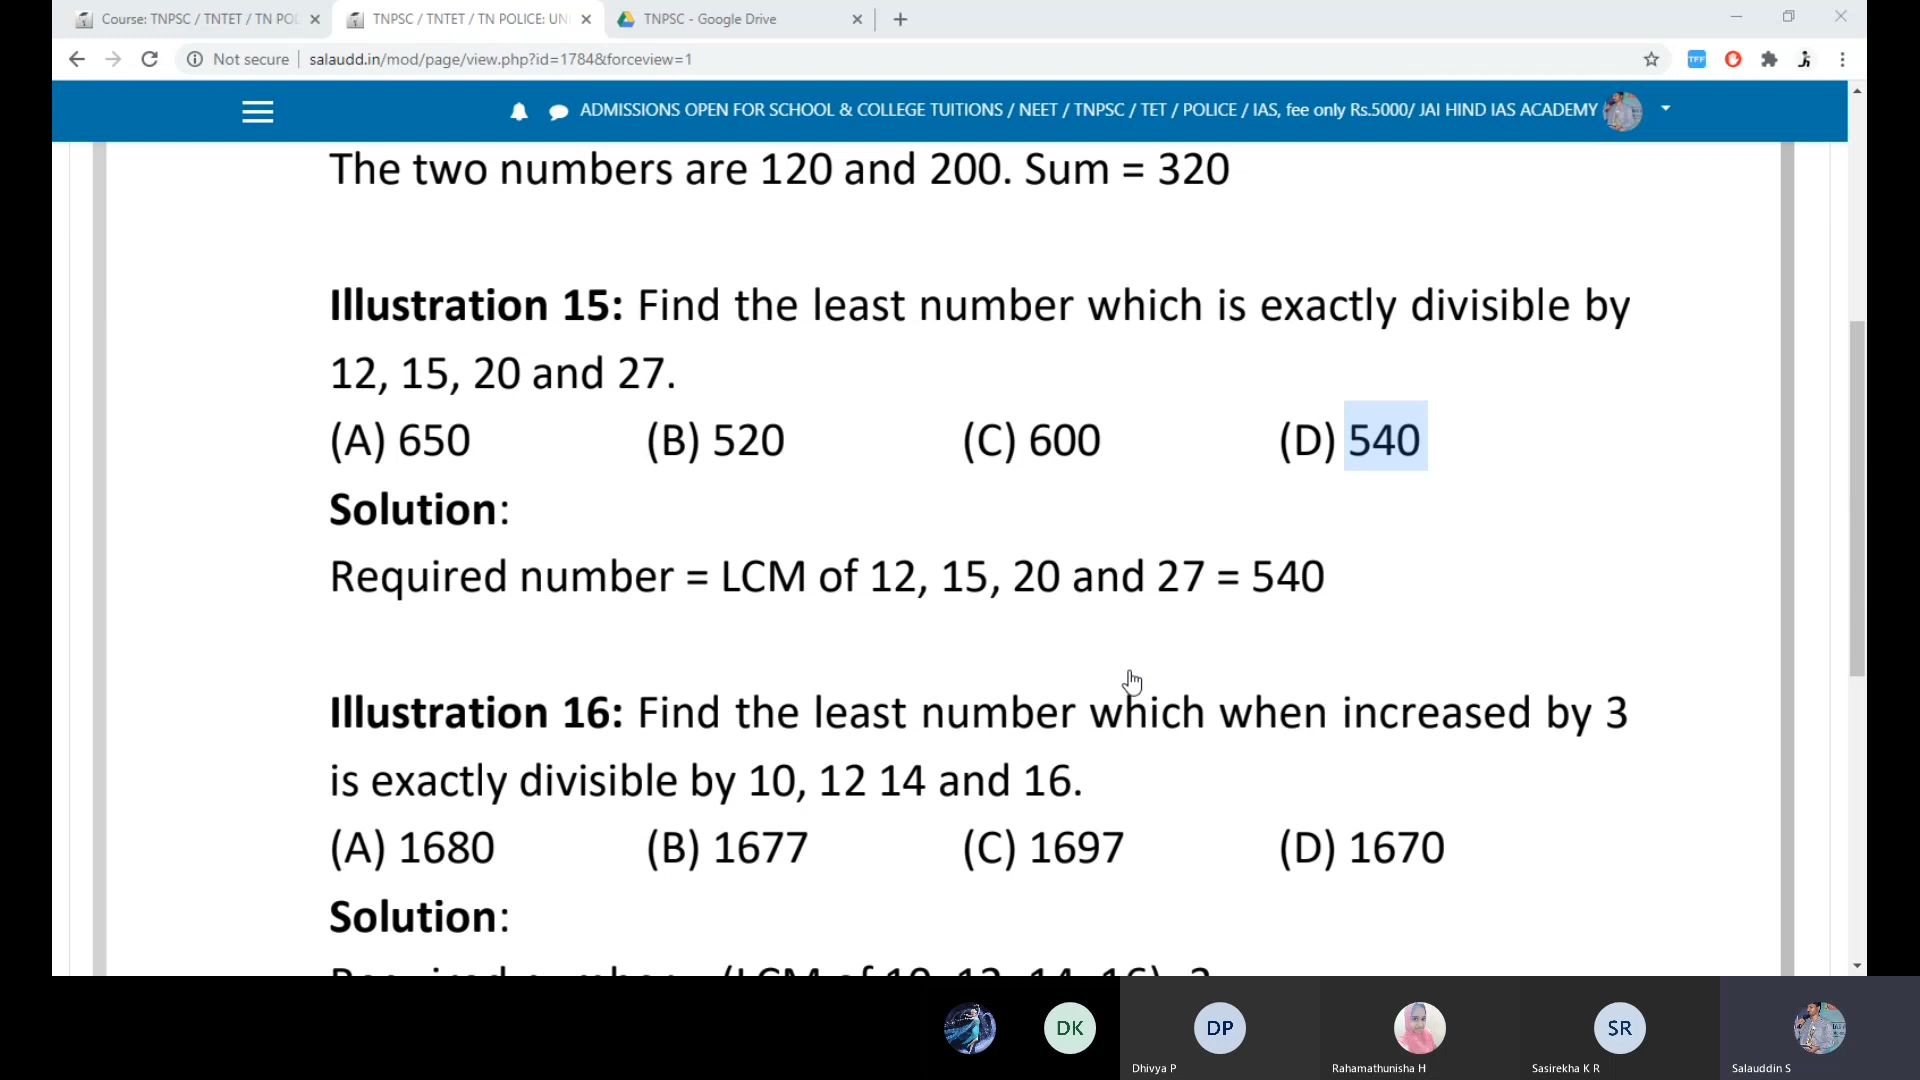 Course: TNPSC / TNTET / TN POL
TNPSC / TNTET / TN POLICE: UN
TNPSC - Google Drive
Not secure
salaudd.in/mod/page/view.php?id=1784&forceview=1
TFF
ADMISSIONS OPEN FOR SCHOOL & COLLEGE TUITIONS / NEET / TNPSC / TET / POLICE / IAS, fee only Rs.5000/ JAI HIND IAS ACADEMY
The two numbers are 120 and 200. Sum = 320
Illustration 15: Find the least number which is exactly divisible by
12, 15, 20 and 27.
(A) 650 (B) 520 (C) 600 (D) 540
Solution:
Required number = LCM of 12, 15, 20 and 27 = 540
Illustration 16: Find the least number which when increased by 3
is exactly divisible by 10, 12 14 and 16.
(A) 1680 (B) 1677 (C) 1697 (D) 1670
Solution:
DK
DP
SR
Dhivya P
Rahamathunisha H
Sasirekha K R
Salauddin S